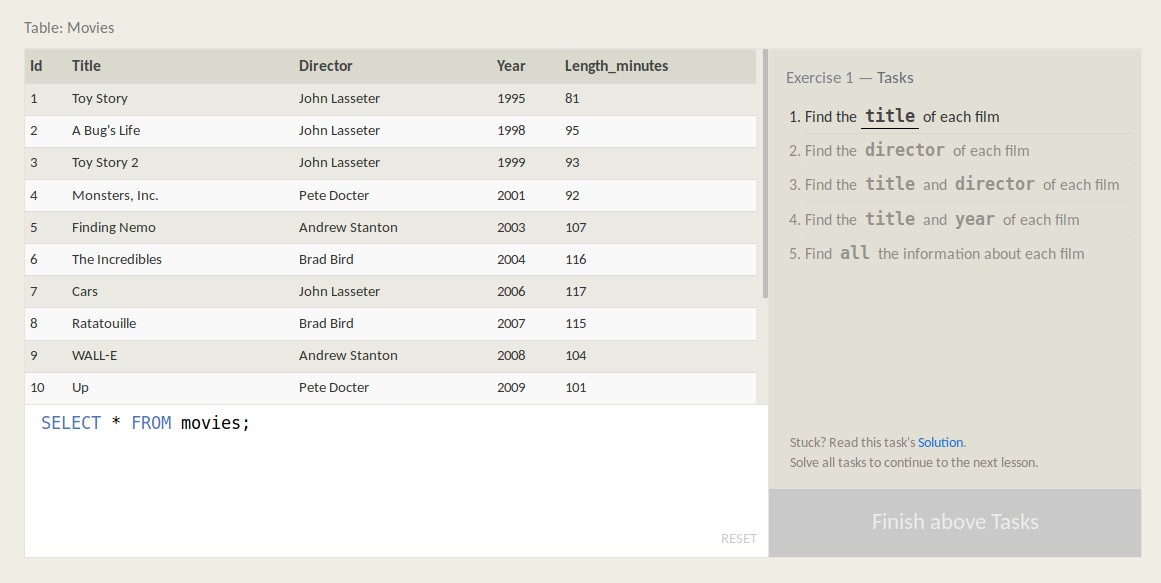 Table: Movies
Id Title Director Year Length_minutes
1 Toy Story John Lasseter 1995 81
2 A Bug's Life John Lasseter 1998 95
3 Toy Story 2 John Lasseter 1999 93
4 Monsters, Inc. Pete Docter 2001 92
5 Finding Nemo Andrew Stanton 2003 107
6 The Incredibles Brad Bird 2004 116
7 Cars John Lasseter 2006 117
8 Ratatouille Brad Bird 2007 115
9 WALL-E Andrew Stanton 2008 104
10 Up Pete Docter 2009 101
SELECT * FROM movies;
RESET
Exercise 1 — Tasks
1. Find the title of each film
2. Find the director of each film
3. Find the title and director of each film
4. Find the title and year of each film
5. Find all the information about each film
Stuck? Read this task's Solution.
Solve all tasks to continue to the next lesson.
Finish above Tasks